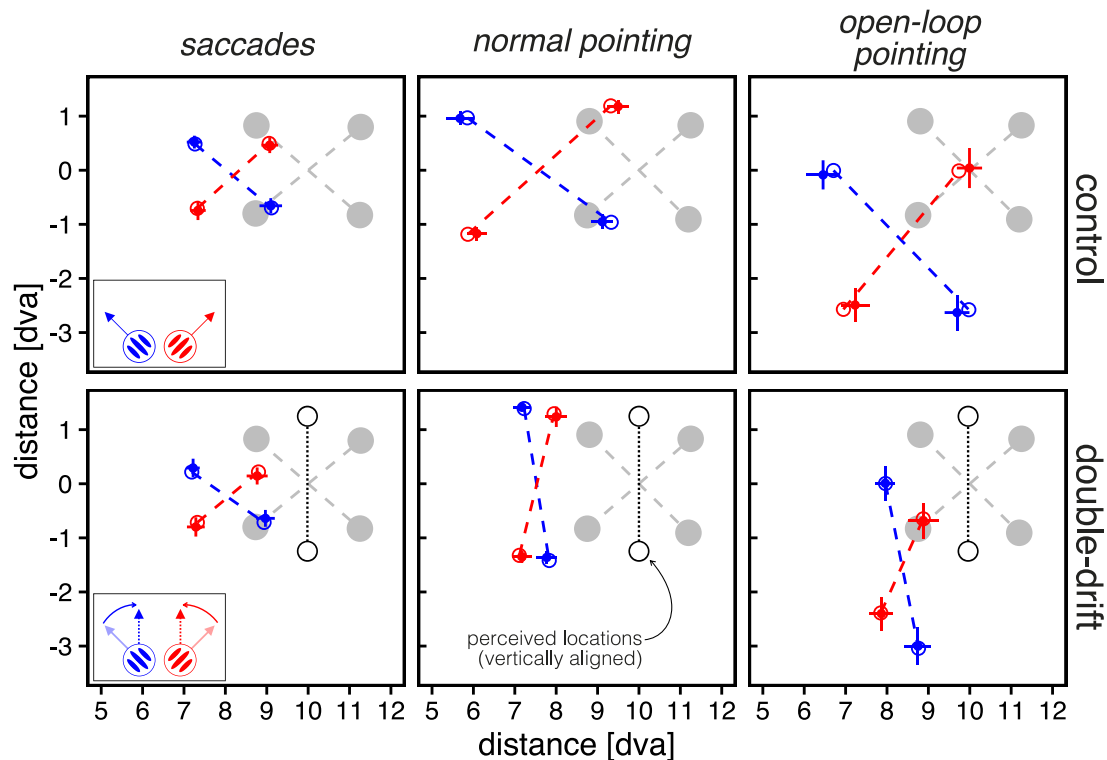 saccades
normal pointing
open-loop
pointing
1
0
-1
-2
-3
control
1
0
-1
-2
-3
perceived locations
(vertically aligned)
double-drift
distance [dva]
5 6 7 8 9 10 11 12
5 6 7 8 9 10 11 12
5 6 7 8 9 10 11 12
distance [dva]